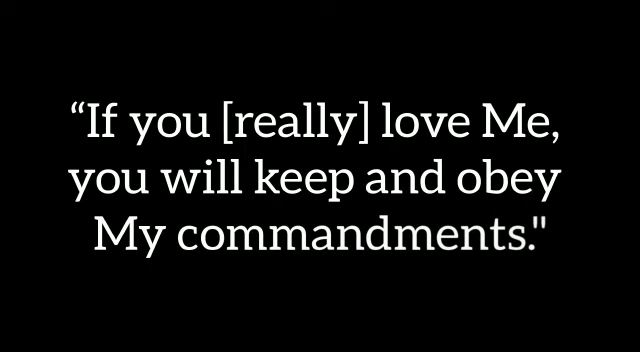 “If you [really] love Me,
you will keep and obey
My commandments."